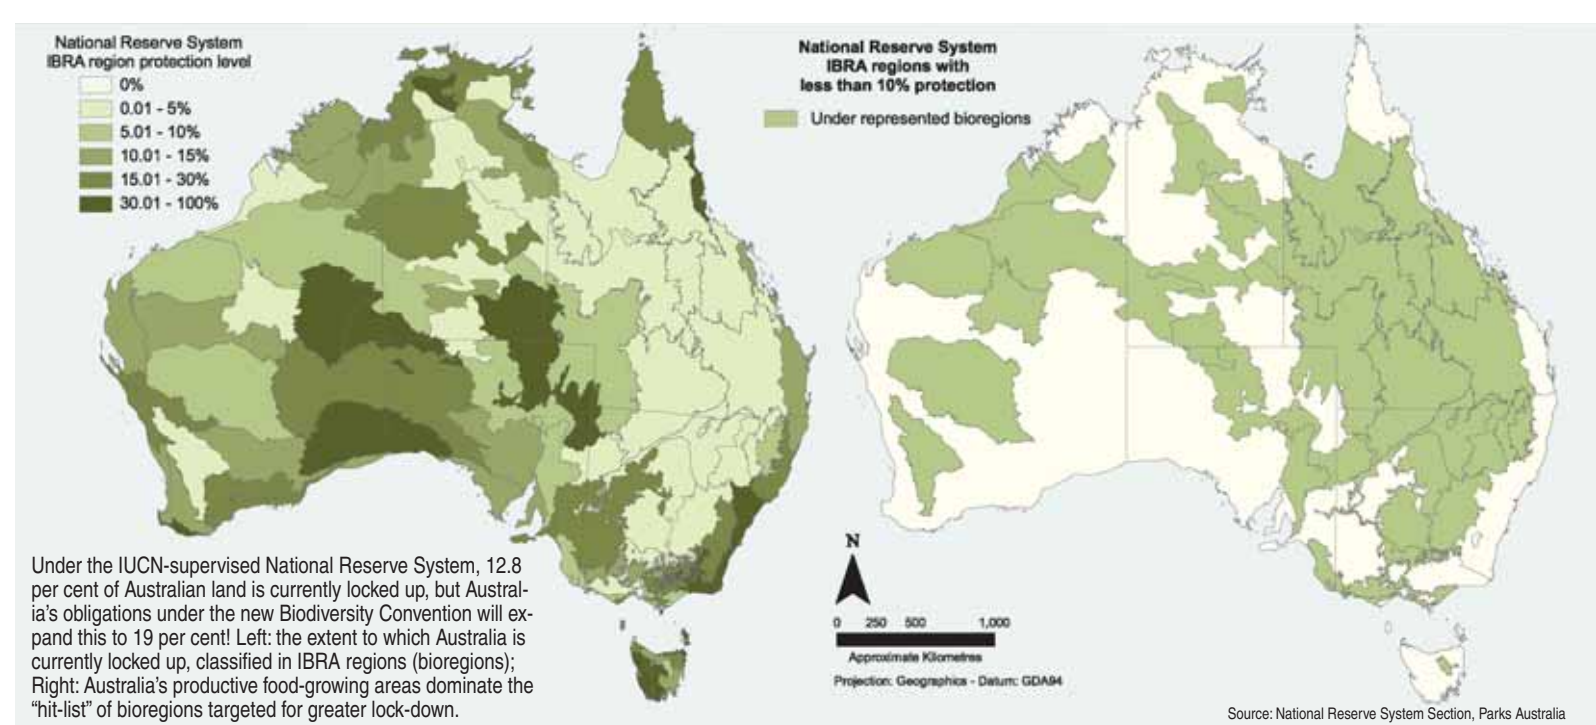 National Reserve System
IBRA region protection level
0%
0.01 - 5%
5.01 - 10%
10.01 - 15%
15.01 - 30%
30.01 - 100%
National Reserve System
IBRA regions with
less than 10% protection
Under represented bioregions
Under the IUCN-supervised National Reserve System, 12.8
per cent of Australian land is currently locked up, but Austral-
ia’s obligations under the new Biodiversity Convention will ex-
pand this to 19 per cent! Left: the extent to which Australia is
currently locked up, classified in IBRA regions (bioregions);
Right: Australia’s productive food-growing areas dominate the
“hit-list” of bioregions targeted for greater lock-down.
N
0 250 500 1,000
Approximate Kilometres
Projection: Geographics - Datum: GDA94
Source: National Reserve System Section, Parks Australia